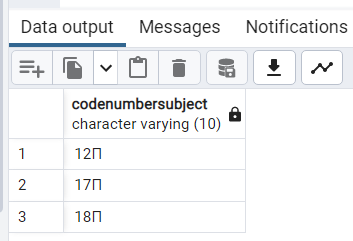 Data output Messages Notifications
codenumbersubject
character varying (10)
1 12П
2 17П
3 18П